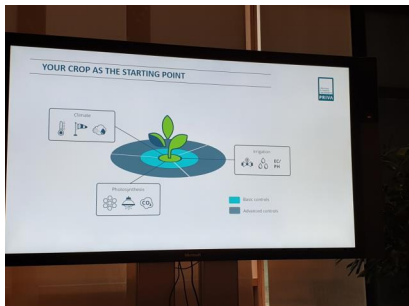 YOUR CROP AS THE STARTING POINT
PRIVA
Climate
Irrigation
EC/
PH
Photosynthesis
CO₂
Basic controls
Advanced controls